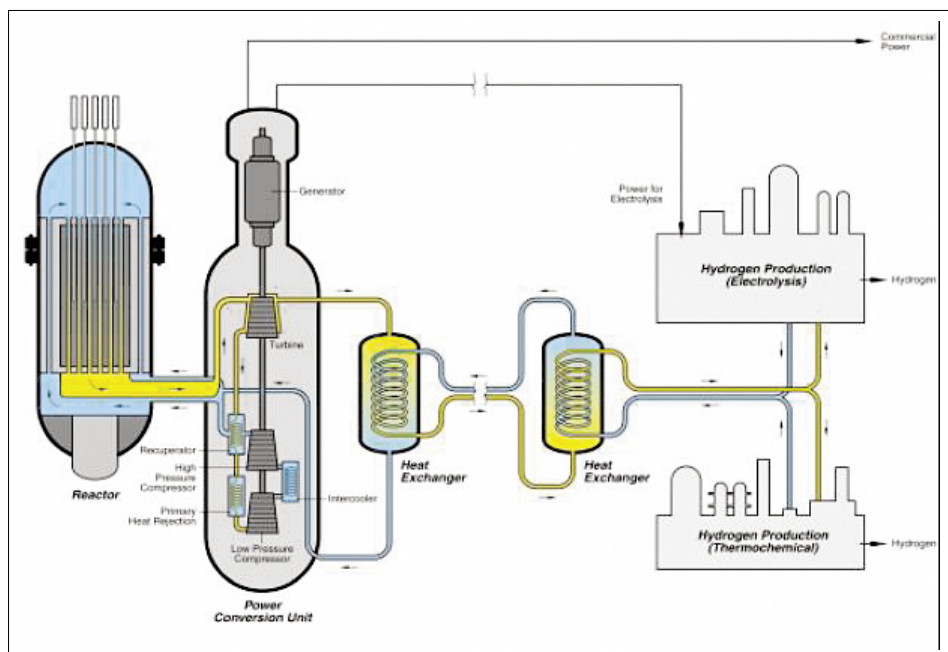 Commercial
Power
Generator
Power for
Electrolysis
Hydrogen Production
(Electrolysis)
Hydrogen
Turbine
Recuperator
High
Pressure
Compressor
Intercooler
Primary
Heat Rejection
Low Pressure
Compressor
Reactor
Power
Conversion Unit
Heat
Exchanger
Heat
Exchanger
Hydrogen Production
(Thermochemical)
Hydrogen